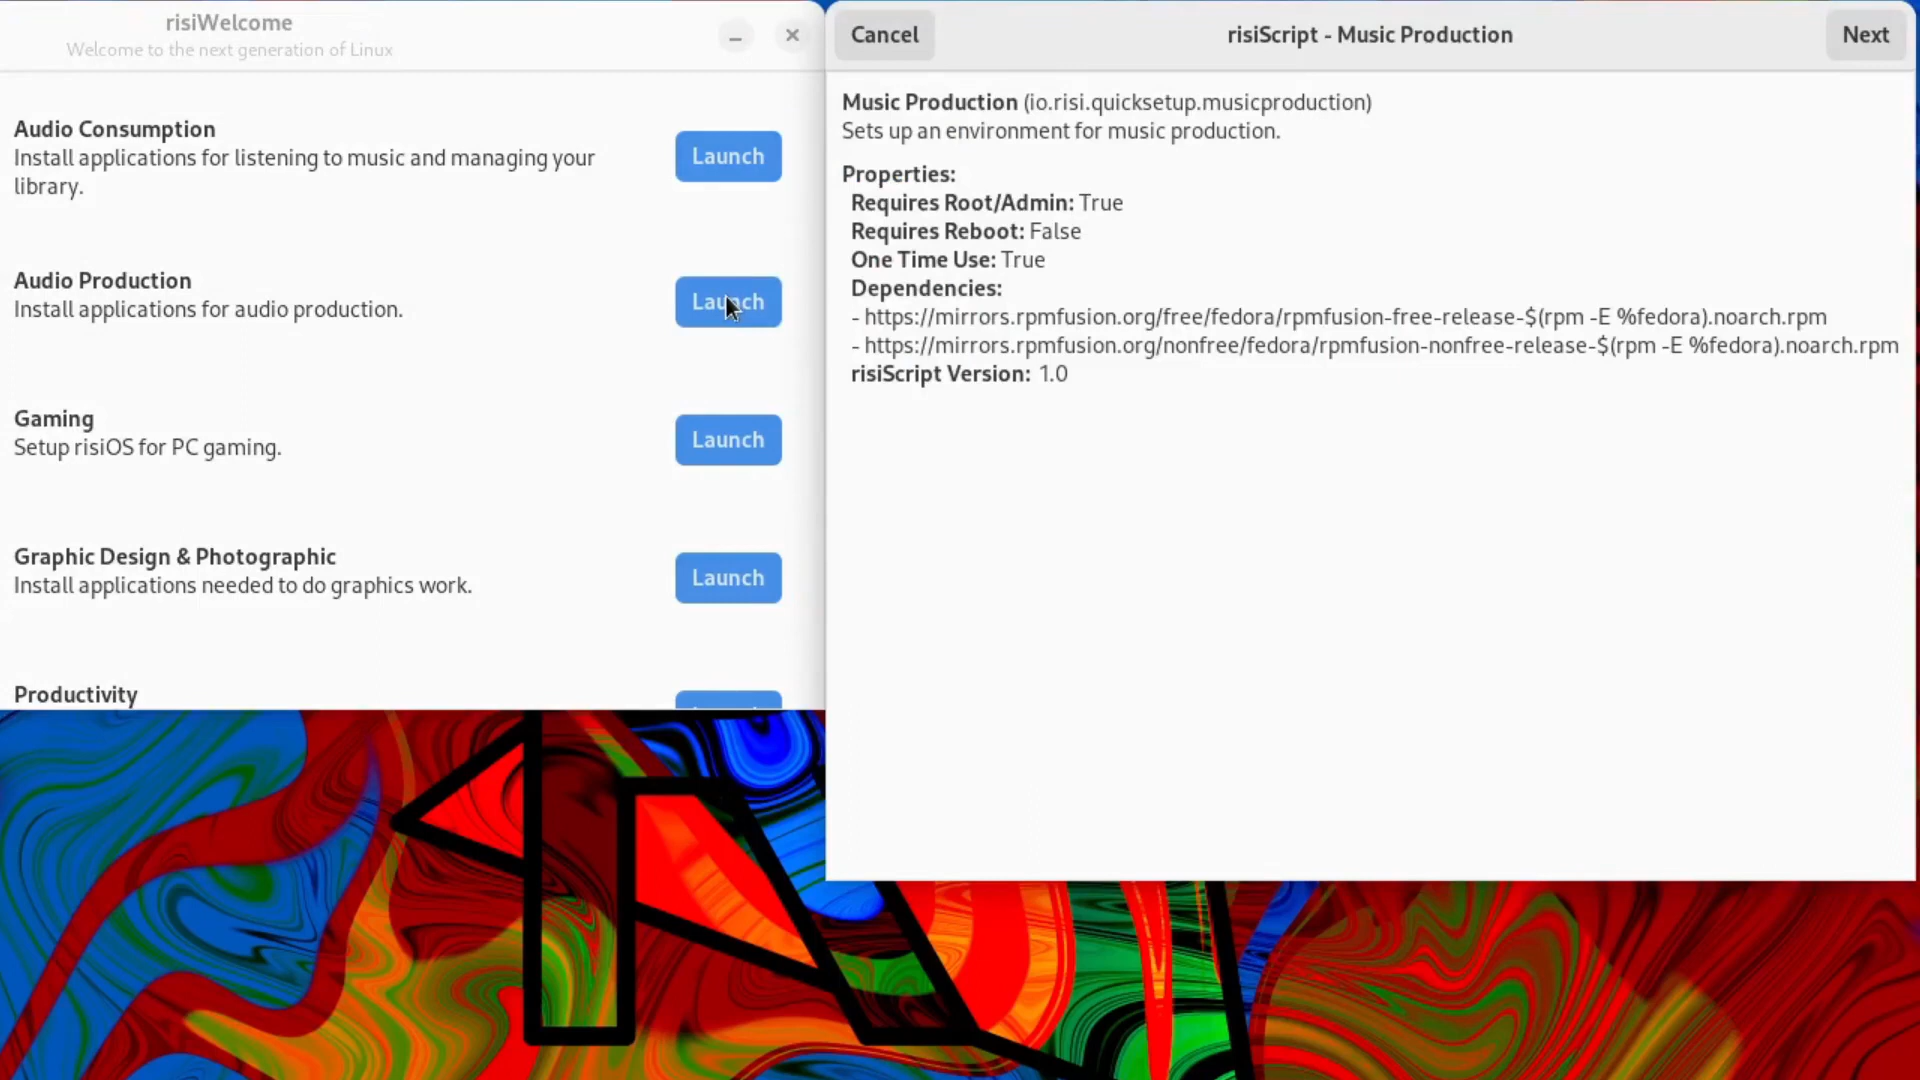 risiWelcome
Welcome to the next generation of Linux
Audio Consumption
Install applications for listening to music and managing your
library.
Launch
Audio Production
Install applications for audio production.
Launch
Gaming
Setup risiOS for PC gaming.
Launch
Graphic Design & Photographic
Install applications needed to do graphics work.
Launch
Productivity
Cancel
risiScript - Music Production
Next
Music Production (io.risi.quicksetup.musicproduction)
Sets up an environment for music production.
Properties:
Requires Root/Admin: True
Requires Reboot: False
One Time Use: True
Dependencies:
- https://mirrors.rpmfusion.org/free/fedora/rpmfusion-free-release-$(rpm -E %fedora).noarch.rpm
- https://mirrors.rpmfusion.org/nonfree/fedora/rpmfusion-nonfree-release-$(rpm -E %fedora).noarch.rpm
risiScript Version: 1.0